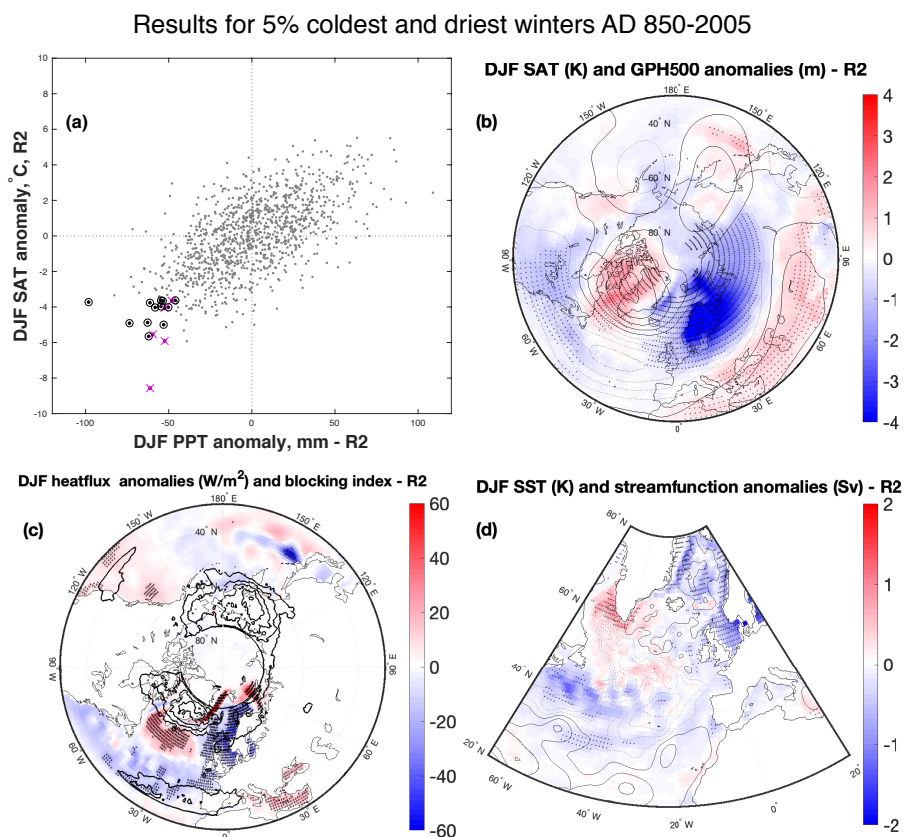 Results for 5% coldest and driest winters AD 850-2005
(a)
DJF SAT anomaly,°C, R2
10
8
6
4
2
0
-2
-4
-6
-8
-10
-100
-50
0
50
100
DJF PPT anomaly, mm - R2
DJF SAT (K) and GPH500 anomalies (m) - R2
(b)
180° E
150° W
150° E
120° W
120° E
90° W
90° E
60° W
60° E
30° W
30° E
0°
40° N
60° N
80° N
4
3
2
1
0
-1
-2
-3
-4
DJF heatflux anomalies (W/m²) and blocking index - R2
(c)
180° E
150° W
150° E
120° W
120° E
90° W
90° E
60° W
60° E
30° W
30° E
0°
40° N
80° N
60
40
20
0
-20
-40
-60
DJF SST (K) and streamfunction anomalies (Sv) - R2
(d)
80° N
60° N
40° N
20° N
60° W
40° W
20° W
0°
20°
2
1
0
-1
-2